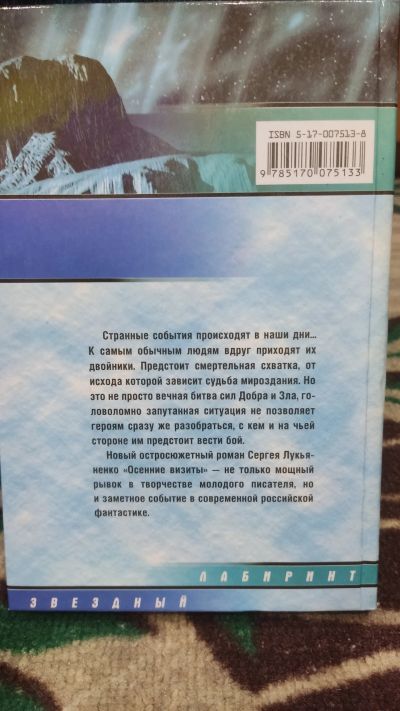 ISBN 5-17-007513-8
9 785170 075133
Странные события происходят в наши дни...
К самым обычным людям вдруг приходят их
двойники. Предстоит смертельная схватка, от
исхода которой зависит судьба мироздания. Но
это не просто вечная битва сил Добра и Зла, го-
ловоломно запутанная ситуация не позволяет
героям сразу же разобраться, с кем и на чьей
стороне им предстоит вести бой.
Новый остросюжетный роман Сергея Лукья-
ненко «Осенние визиты» — не только мощный
рывок в творчестве молодого писателя, но
и заметное событие в современной российской
фантастике.
ЛАБИРИНТ
ЗВЕЗДНЫЙ